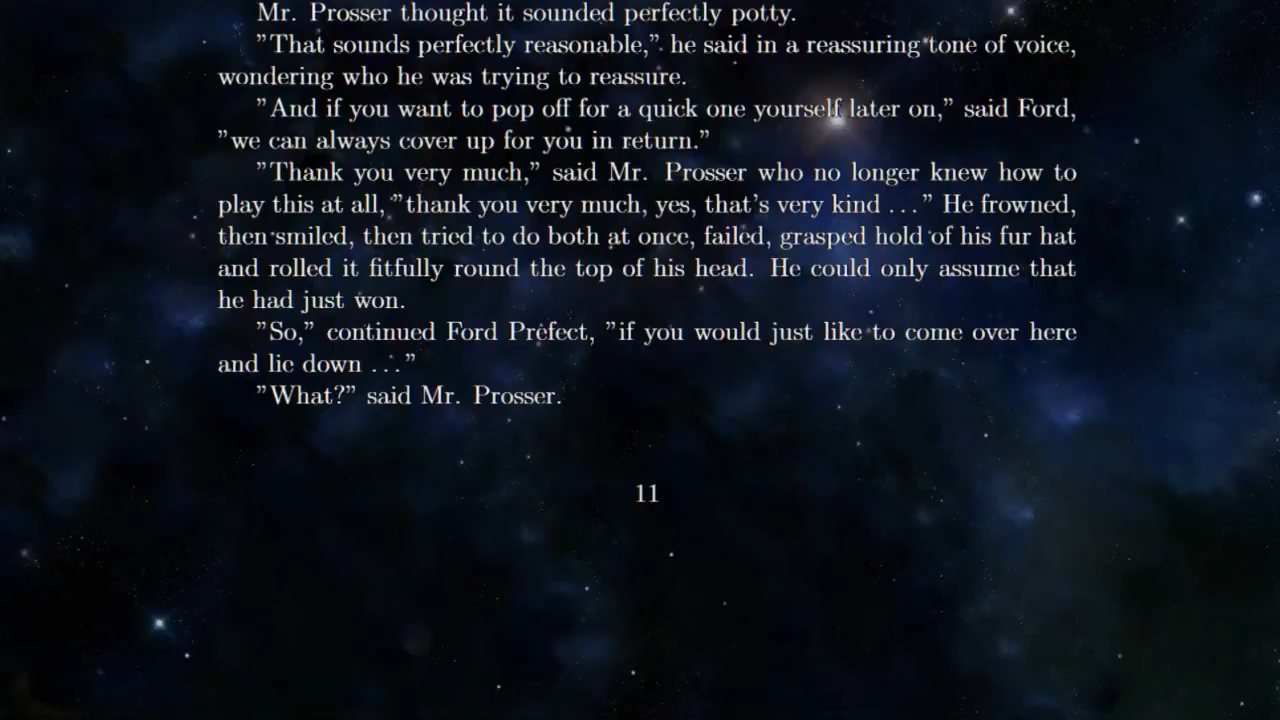 Mr. Prosser thought it sounded perfectly potty.
”That sounds perfectly reasonable,” he said in a reassuring tone of voice,
wondering who he was trying to reassure.
”And if you want to pop off for a quick one yourself later on,” said Ford,
”we can always cover up for you in return.”
”Thank you very much,” said Mr. Prosser who no longer knew how to
play this at all, ”thank you very much, yes, that’s very kind ...” He frowned,
then smiled, then tried to do both at once, failed, grasped hold of his fur hat
and rolled it fitfully round the top of his head. He could only assume that
he had just won.
”So,” continued Ford Prefect, ”if you would just like to come over here
and lie down ...”
”What?” said Mr. Prosser.
11